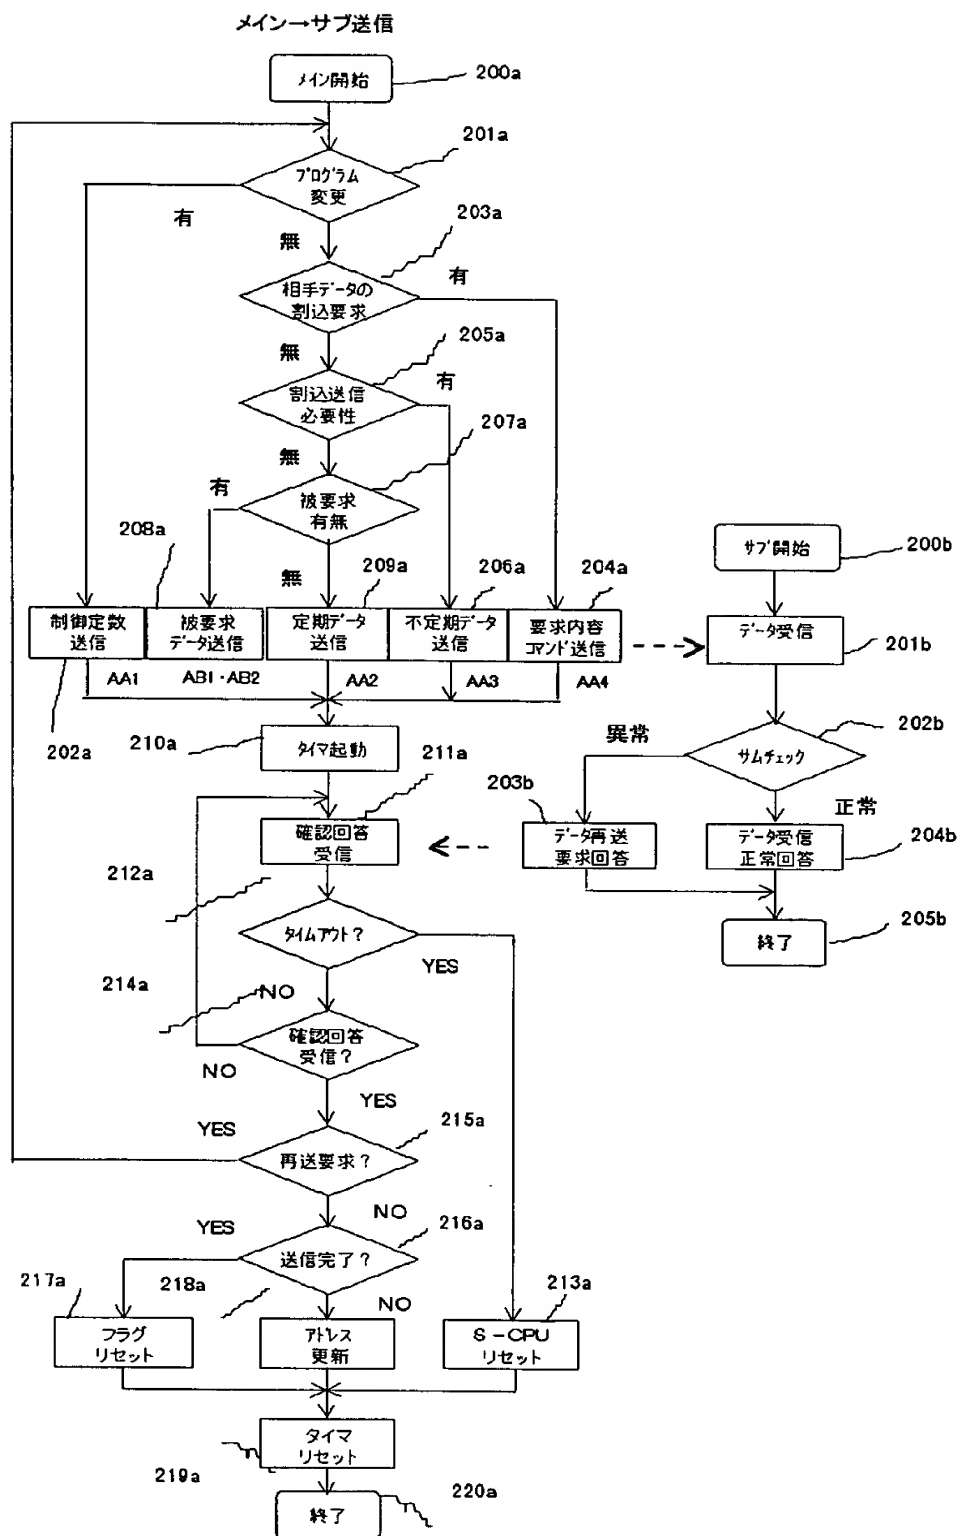 メイン→サブ送信
メイン開始
200a
201a
プログラム
変更
有
無
203a
相手データの
割込要求
有
無
205a
割込送信
必要性
有
無
207a
被要求
有無
有
無
208a
209a
206a
204a
制御定数
送信
被要求
データ送信
定期データ
送信
不定期データ
送信
要求内容
コマンド送信
AA1
AB1・AB2
AA2
AA3
AA4
202a
210a
タイマ起動
211a
確認回答
受信
212a
タイムアウト?
YES
NO
214a
確認回答
受信?
NO
YES
215a
再送要求?
YES
NO
216a
送信完了?
YES
NO
217a
フラグ
リセット
218a
アドレス
更新
213a
S-CPU
リセット
タイマ
リセット
219a
終了
220a
サブ開始
200b
データ受信
201b
サムチェック
202b
異常
正常
203b
データ再送
要求回答
データ受信
正常回答
204b
終了
205b